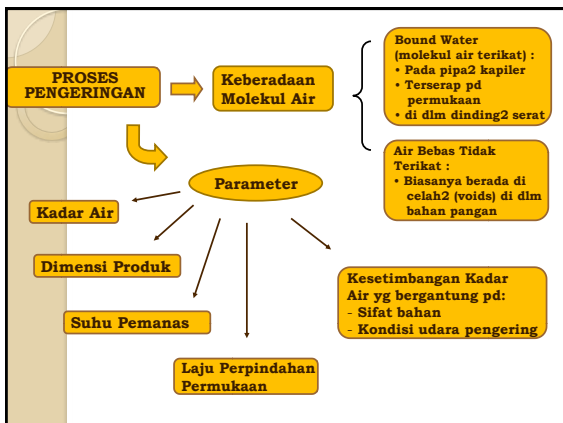 PROSES
PENGERINGAN
Keberadaan
Molekul Air
Bound Water
(molekul air terikat) :
• Pada pipa2 kapiler
• Terserap pd
permukaan
• di dlm dinding2 serat
Air Bebas Tidak
Terikat :
• Biasanya berada di
celah2 (voids) di dlm
bahan pangan
Parameter
Kadar Air
Dimensi Produk
Suhu Pemanas
Laju Perpindahan
Permukaan
Kesetimbangan Kadar
Air yg bergantung pd:
- Sifat bahan
- Kondisi udara pengering